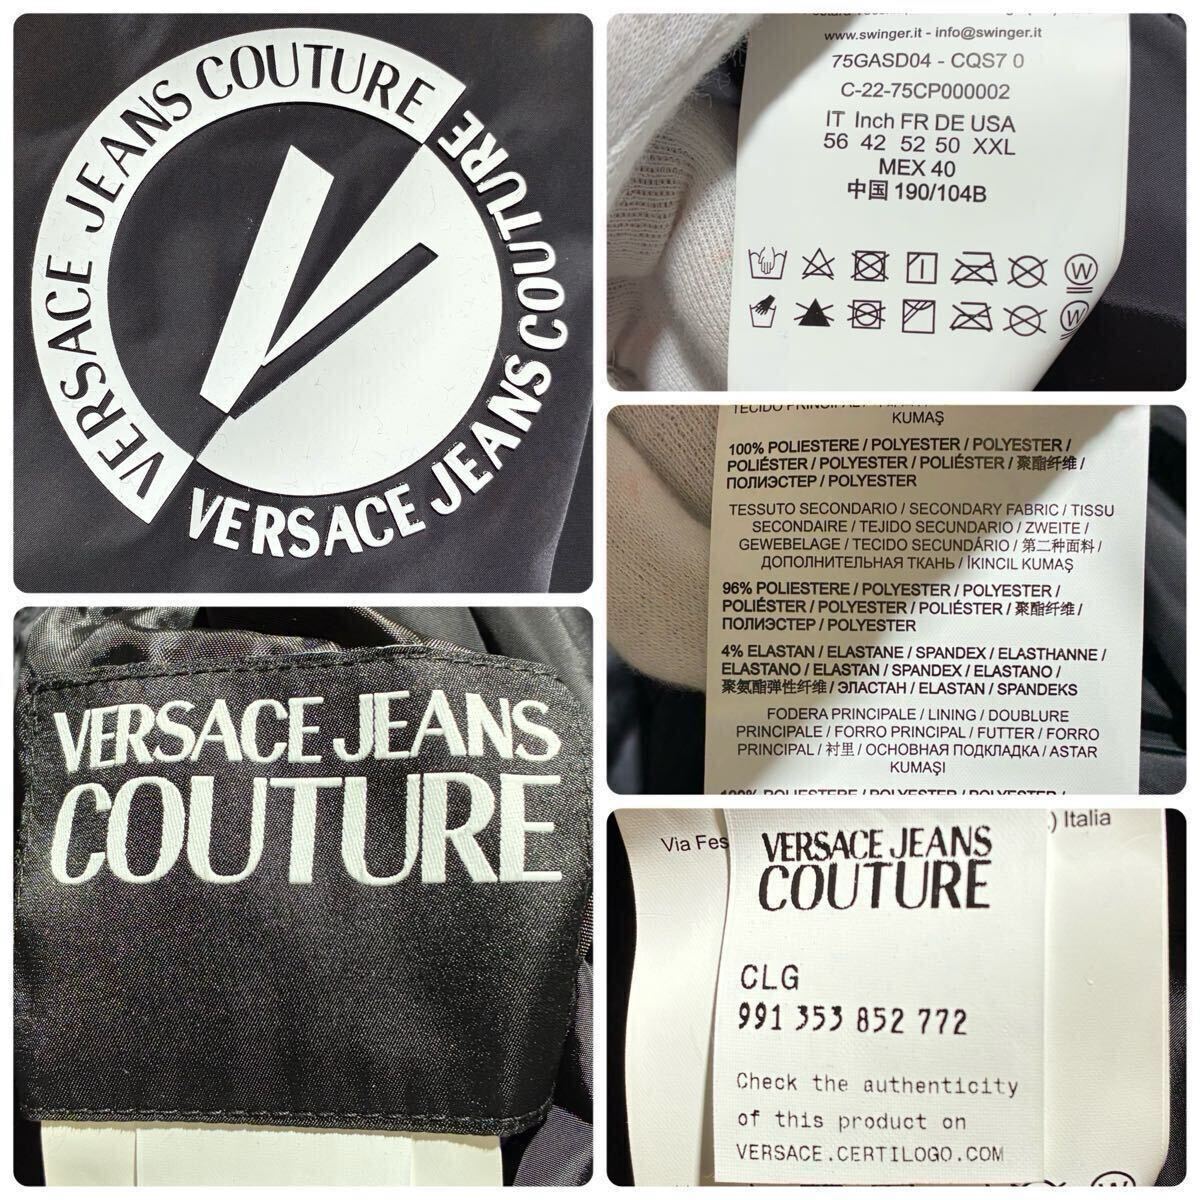 VERSACE JEANS COUTURE
VERSACE JEANS COUTURE
www.swinger.it - info@swinger.it
75GASD04 - CQS7 0
C-22-75CP000002
IT Inch FR DE USA
56 42 52 50 XXL
MEX 40
中国 190/104B
W
W
KUMAŞ
100% POLIESTERE / POLYESTER / POLYESTER /
POLIÉSTER / POLYESTER / POLIÉSTER / 聚酯纤维 /
ПОЛИЭСТЕР / POLYESTER
TESSUTO SECONDARIO / SECONDARY FABRIC / TISSU
SECONDAIRE / TEJIDO SECUNDARIO / ZWEITE /
GEWEBELAGE / TECIDO SECUNDÁRIO / 第二种面料 /
ДОПОЛНИТЕЛЬНАЯ ТКАНЬ / İKINCIL KUMAŞ
96% POLIESTERE / POLYESTER / POLYESTER /
POLIÉSTER / POLYESTER / POLIÉSTER / 聚酯纤维 /
ПОЛИЭСТЕР / POLYESTER
4% ELASTAN / ELASTANE / SPANDEX / ELASTHANNE /
ELASTANO / ELASTAN / SPANDEX / ELASTANO /
聚氨酯弹性纤维 / ЭЛАСТАН / ELASTAN / SPANDEKS
FODERA PRINCIPALE / LINING / DOUBLURE
PRINCIPALE / FORRO PRINCIPAL / FUTTER / FORRO
PRINCIPAL / 衬里 / ОСНОВНАЯ ПОДКЛАДКА / ASTAR
KUMAŞI
100% POLIESTERE / POLYESTER / POLYESTER /
VERSACE JEANS
COUTURE
Via Fes
.) Italia
VERSACE JEANS
COUTURE
CLG
991 353 852 772
Check the authenticity
of this product on
VERSACE.CERTILOGO.COM
W